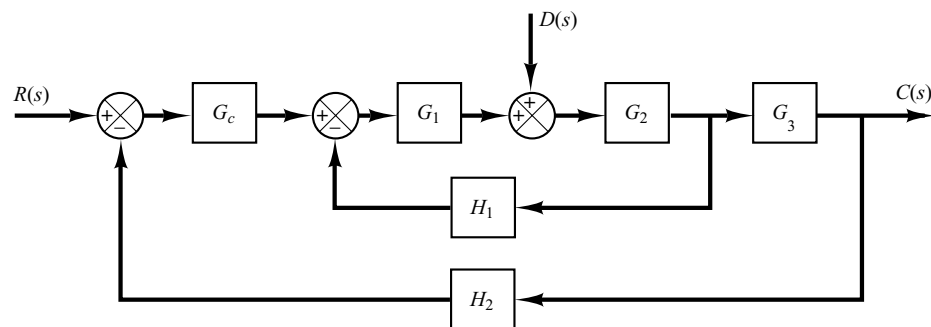 D(s)
R(s)
+
−
G_c
+
−
G_1
+
+
G_2
G_3
C(s)
H_1
H_2